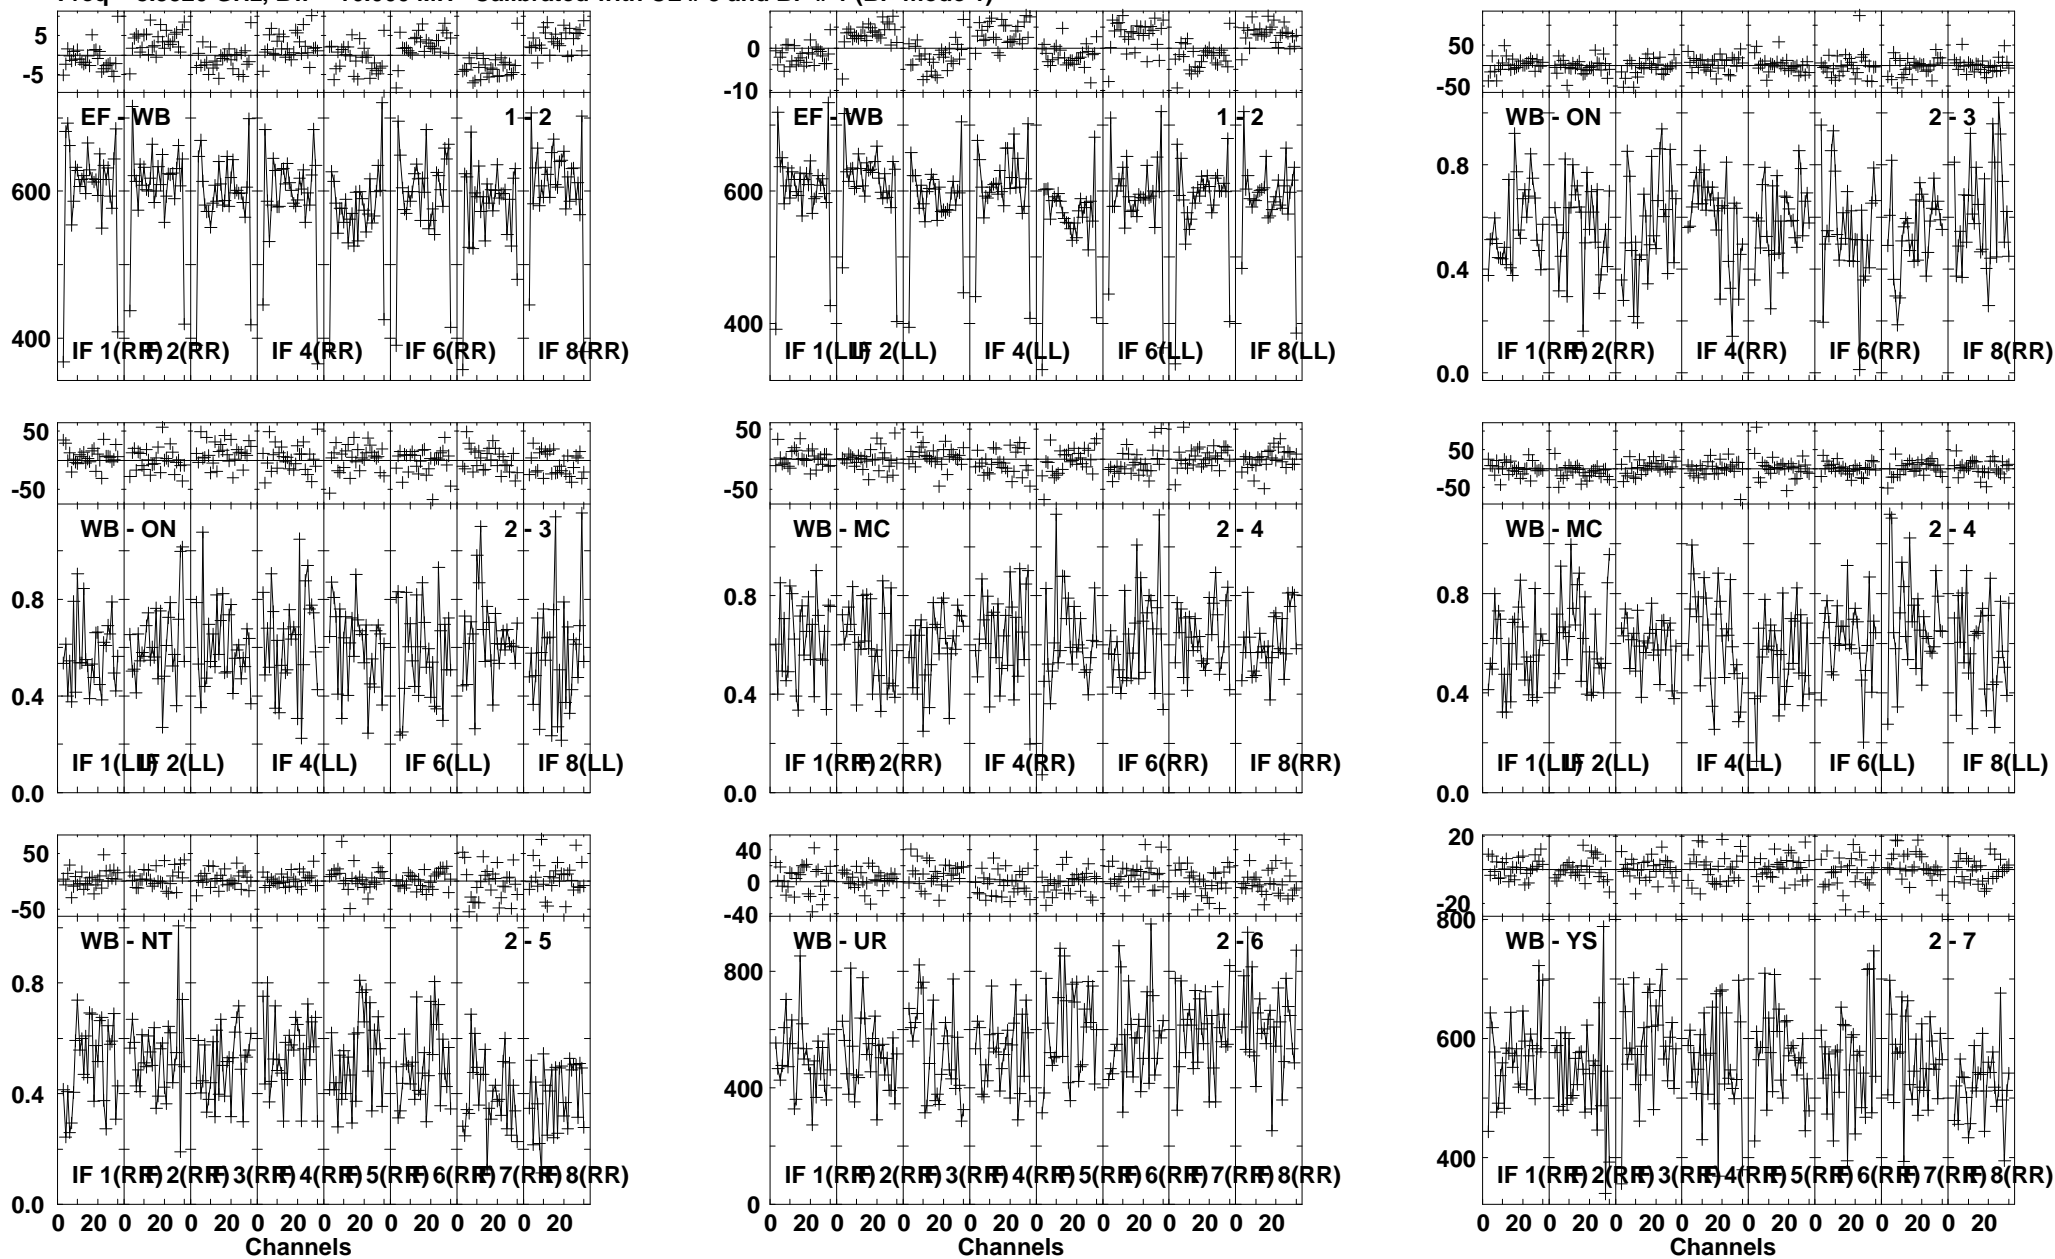 5
-5
EF - WB
1 - 2
600
400
IF 1(RR)
IF 2(RR)
IF 4(RR)
IF 6(RR)
IF 8(RR)
0
-10
EF - WB
1 - 2
600
400
IF 1(LL)
IF 2(LL)
IF 4(LL)
IF 6(LL)
IF 8(LL)
50
-50
WB - ON
2 - 3
0.8
0.4
0.0
IF 1(RR)
IF 2(RR)
IF 4(RR)
IF 6(RR)
IF 8(RR)
50
-50
WB - ON
2 - 3
0.8
0.4
0.0
IF 1(LL)
IF 2(LL)
IF 4(LL)
IF 6(LL)
IF 8(LL)
50
-50
WB - MC
2 - 4
0.8
0.4
0.0
IF 1(RR)
IF 2(RR)
IF 4(RR)
IF 6(RR)
IF 8(RR)
50
-50
WB - MC
2 - 4
0.8
0.4
0.0
IF 1(LL)
IF 2(LL)
IF 4(LL)
IF 6(LL)
IF 8(LL)
50
-50
WB - NT
2 - 5
0.8
0.4
0.0
IF 1(RR)
IF 2(RR)
IF 3(RR)
IF 4(RR)
IF 5(RR)
IF 6(RR)
IF 7(RR)
IF 8(RR)
0 20 0 20 0 20 0 20 0 20 0 20 0 20 0 20
Channels
40
0
-40
WB - UR
2 - 6
800
400
0
IF 1(RR)
IF 2(RR)
IF 3(RR)
IF 4(RR)
IF 5(RR)
IF 6(RR)
IF 7(RR)
IF 8(RR)
0 20 0 20 0 20 0 20 0 20 0 20 0 20 0 20
Channels
20
-20
WB - YS
2 - 7
800
600
400
IF 1(RR)
IF 2(RR)
IF 3(RR)
IF 4(RR)
IF 5(RR)
IF 6(RR)
IF 7(RR)
IF 8(RR)
0 20 0 20 0 20 0 20 0 20 0 20 0 20 0 20
Channels